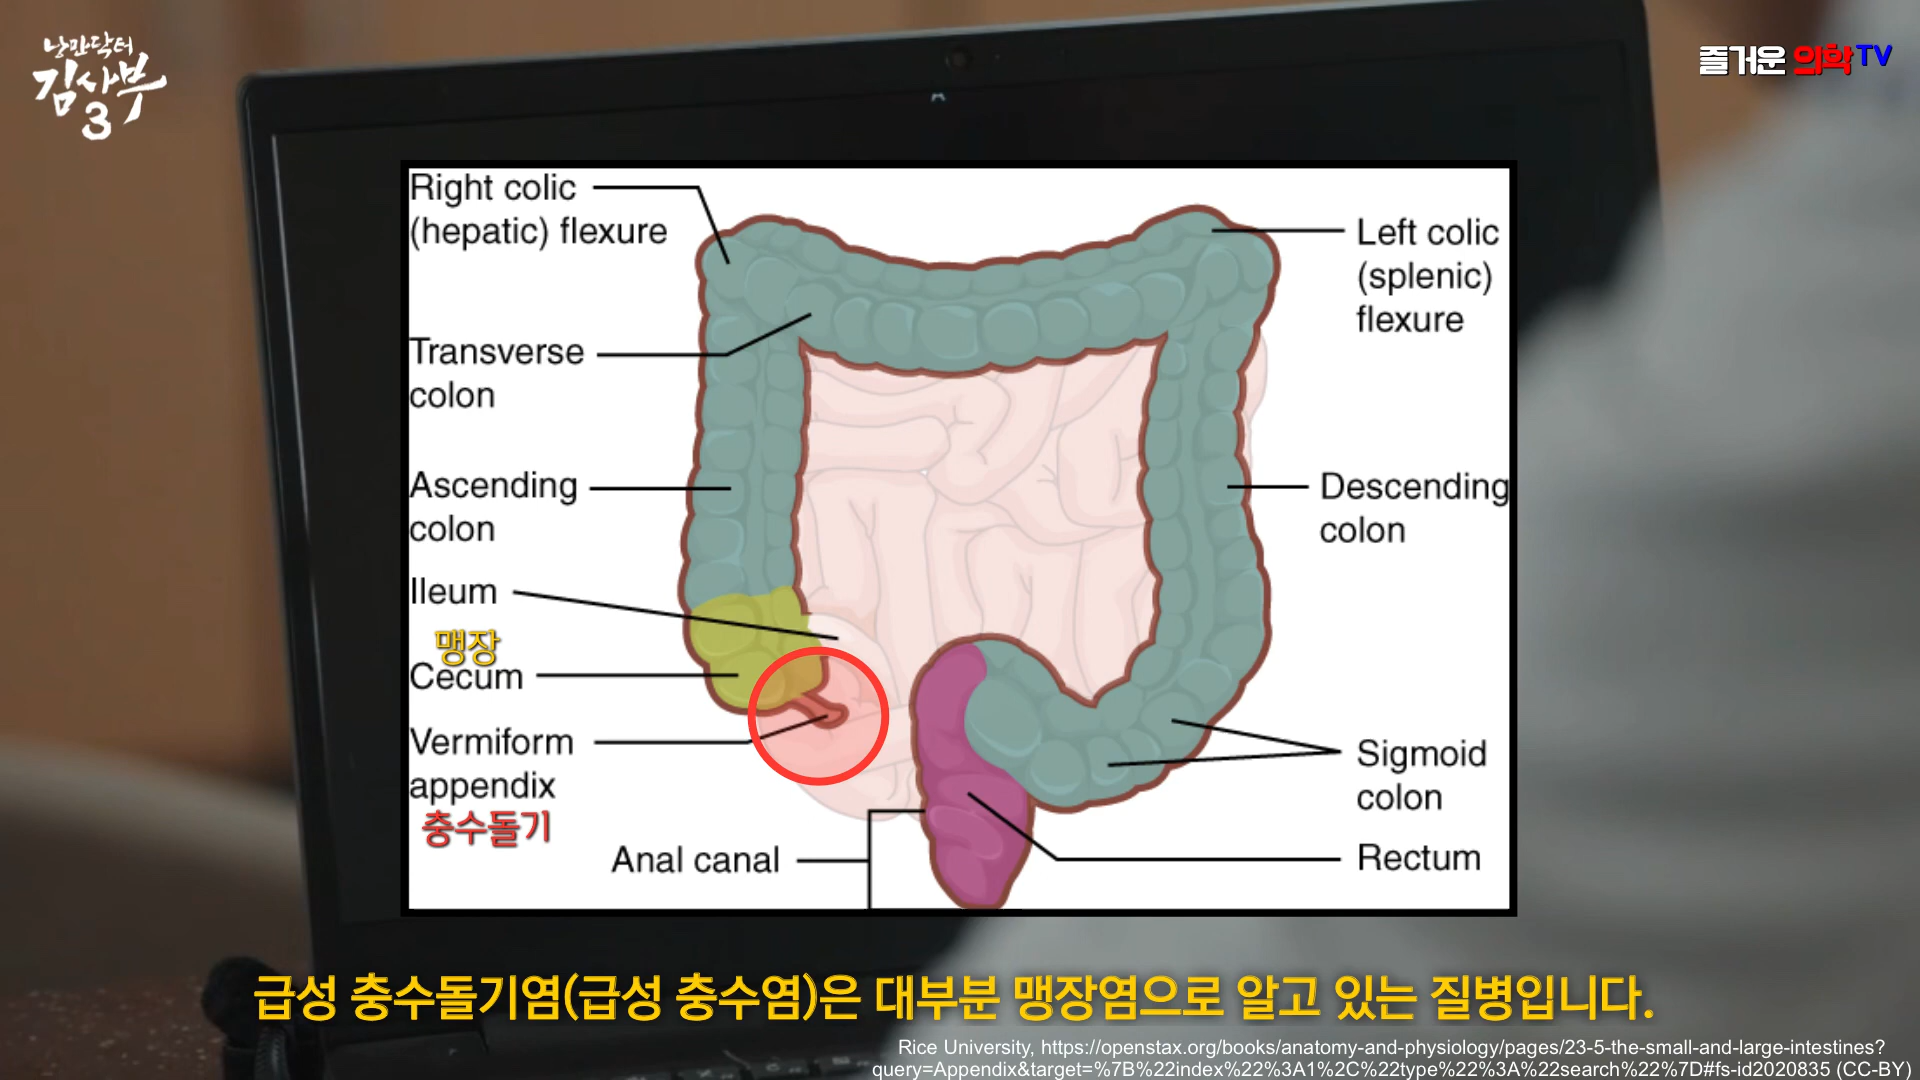 낭만닥터
김사부
3
즐거운 의학TV
Right colic
(hepatic) flexure
Transverse
colon
Ascending
colon
Ileum
맹장
Cecum
Vermiform
appendix
충수돌기
Anal canal
Left colic
(splenic)
flexure
Descending
colon
Sigmoid
colon
Rectum
급성 충수돌기염(급성 충수염)은 대부분 맹장염으로 알고 있는 질병입니다.
Rice University, https://openstax.org/books/anatomy-and-physiology/pages/23-5-the-small-and-large-intestines?
query=Appendix&target=%7B%22index%22%3A1%2C%22type%22%3A%22search%22%7D#fs-id2020835 (CC-BY)